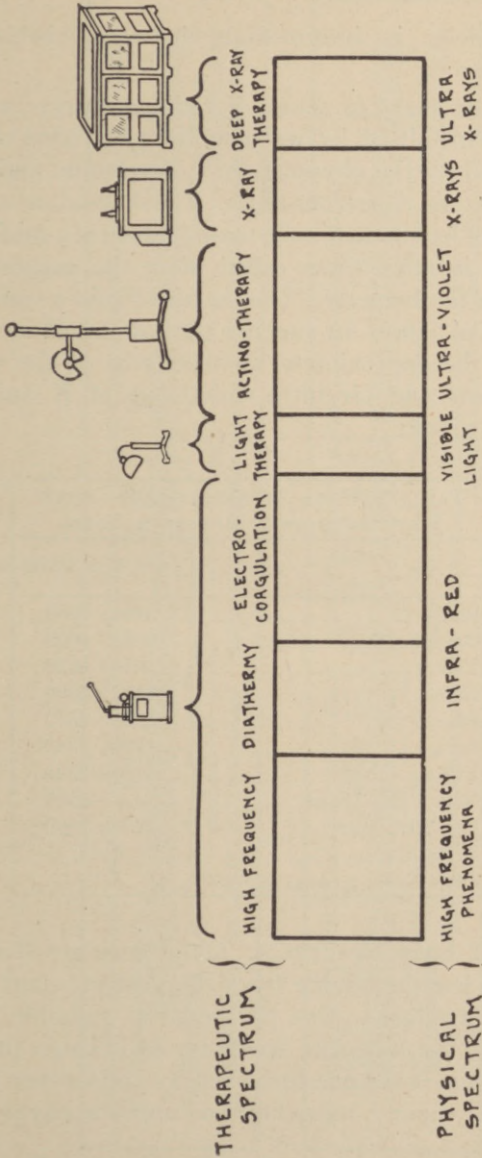 THERAPEUTIC
SPECTRUM
HIGH FREQUENCY
DIATHERMY
ELECTRO-
COAGULATION
LIGHT
THERAPY
ACTINO-THERAPY
X-RAY
DEEP X-RAY
THERAPY
PHYSICAL
SPECTRUM
HIGH FREQUENCY
PHENOMENA
INFRA-RED
VISIBLE
LIGHT
ULTRA-VIOLET
X-RAYS
ULTRA
X-RAYS